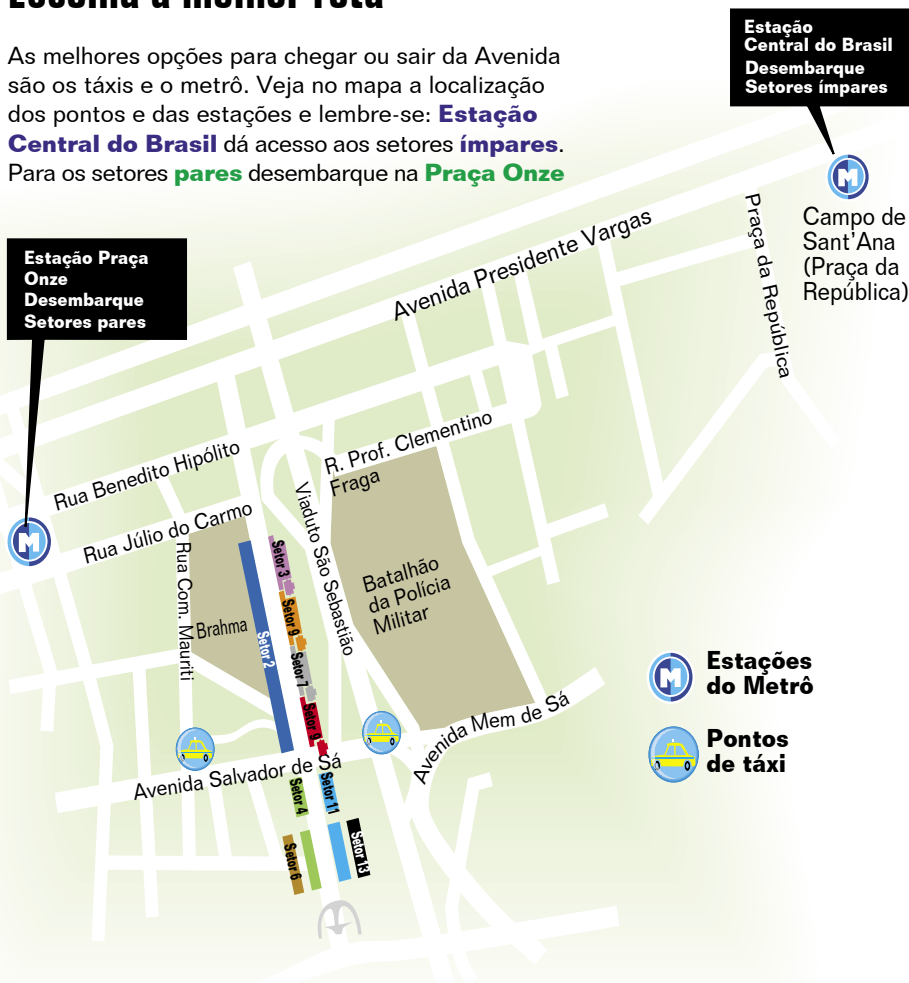 Escolha a melhor rota
As melhores opções para chegar ou sair da Avenida
são os táxis e o metrô. Veja no mapa a localização
dos pontos e das estações e lembre-se: Estação
Central do Brasil dá acesso aos setores ímpares.
Para os setores pares desembarque na Praça Onze
Estação
Central do Brasil
Desembarque
Setores ímpares
M
Campo de
Sant'Ana
(Praça da
República)
Praça da República
Avenida Presidente Vargas
Estação Praça
Onze
Desembarque
Setores pares
M
Rua Benedito Hipólito
R. Prof. Clementino
Fraga
Rua Júlio do Carmo
Viaduto São Sebastião
Rua Com. Mauriti
Brahma
Batalhão
da Polícia
Militar
Setor 3
Setor 9
Setor 7
Setor 9
Setor 2
Avenida Mem de Sá
Avenida Salvador de Sá
Setor 4
Setor 11
Setor 6
Setor 13
M
Estações
do Metrô
Pontos
de táxi